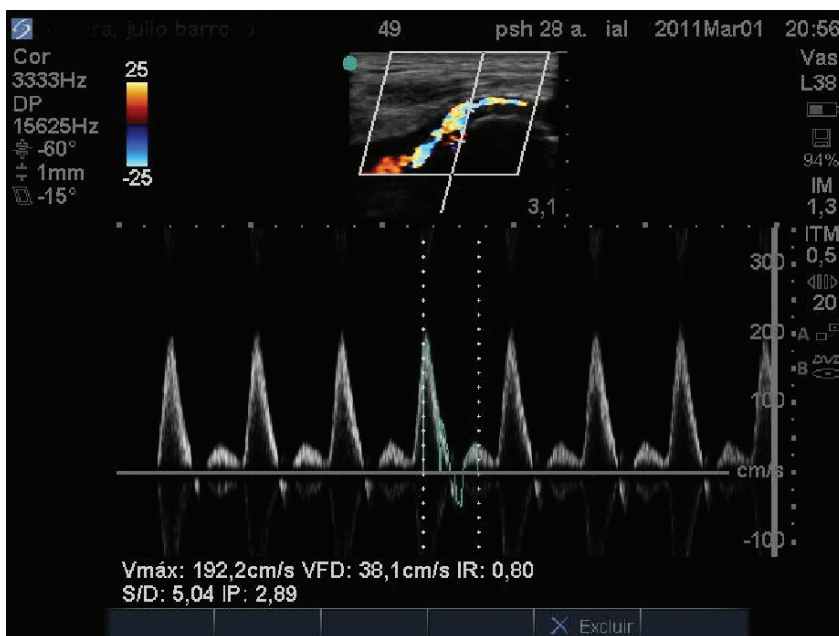 julio barro 49 psh 28 a. ial 2011Mar01 20:56
Cor
3333Hz
DP
15625Hz
-60°
1mm
-15°
25
-25
3,1
Vas
L38
94%
IM
1,3
ITM
0,5
20
A
B
300
200
100
cm/s
-100
Vmáx: 192,2cm/s VFD: 38,1cm/s IR: 0,80
S/D: 5,04 IP: 2,89
X Excluir